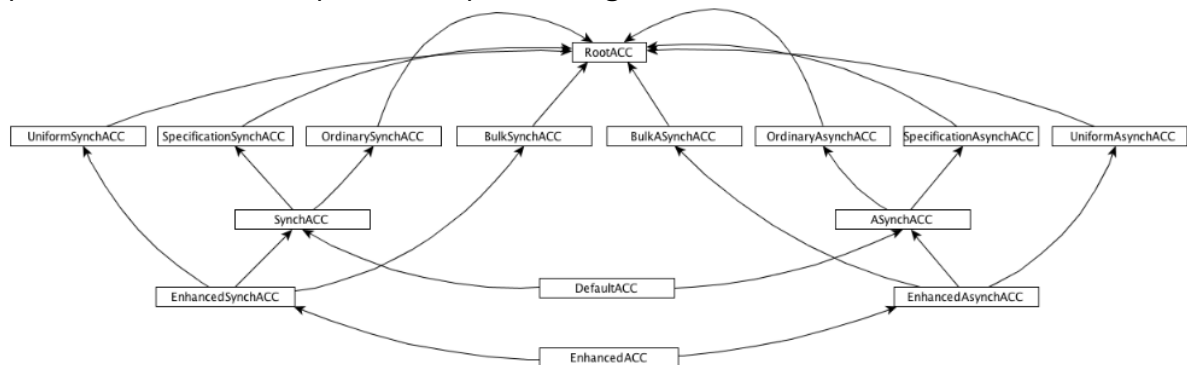 RootACC
UniformSynchACC SpecificationSynchACC OrdinarySynchACC BulkSynchACC BulkASynchACC OrdinaryAsynchACC SpecificationAsynchACC UniformAsynchACC
SynchACC ASynchACC
DefaultACC
EnhancedSynchACC EnhancedAsynchACC
EnhancedACC